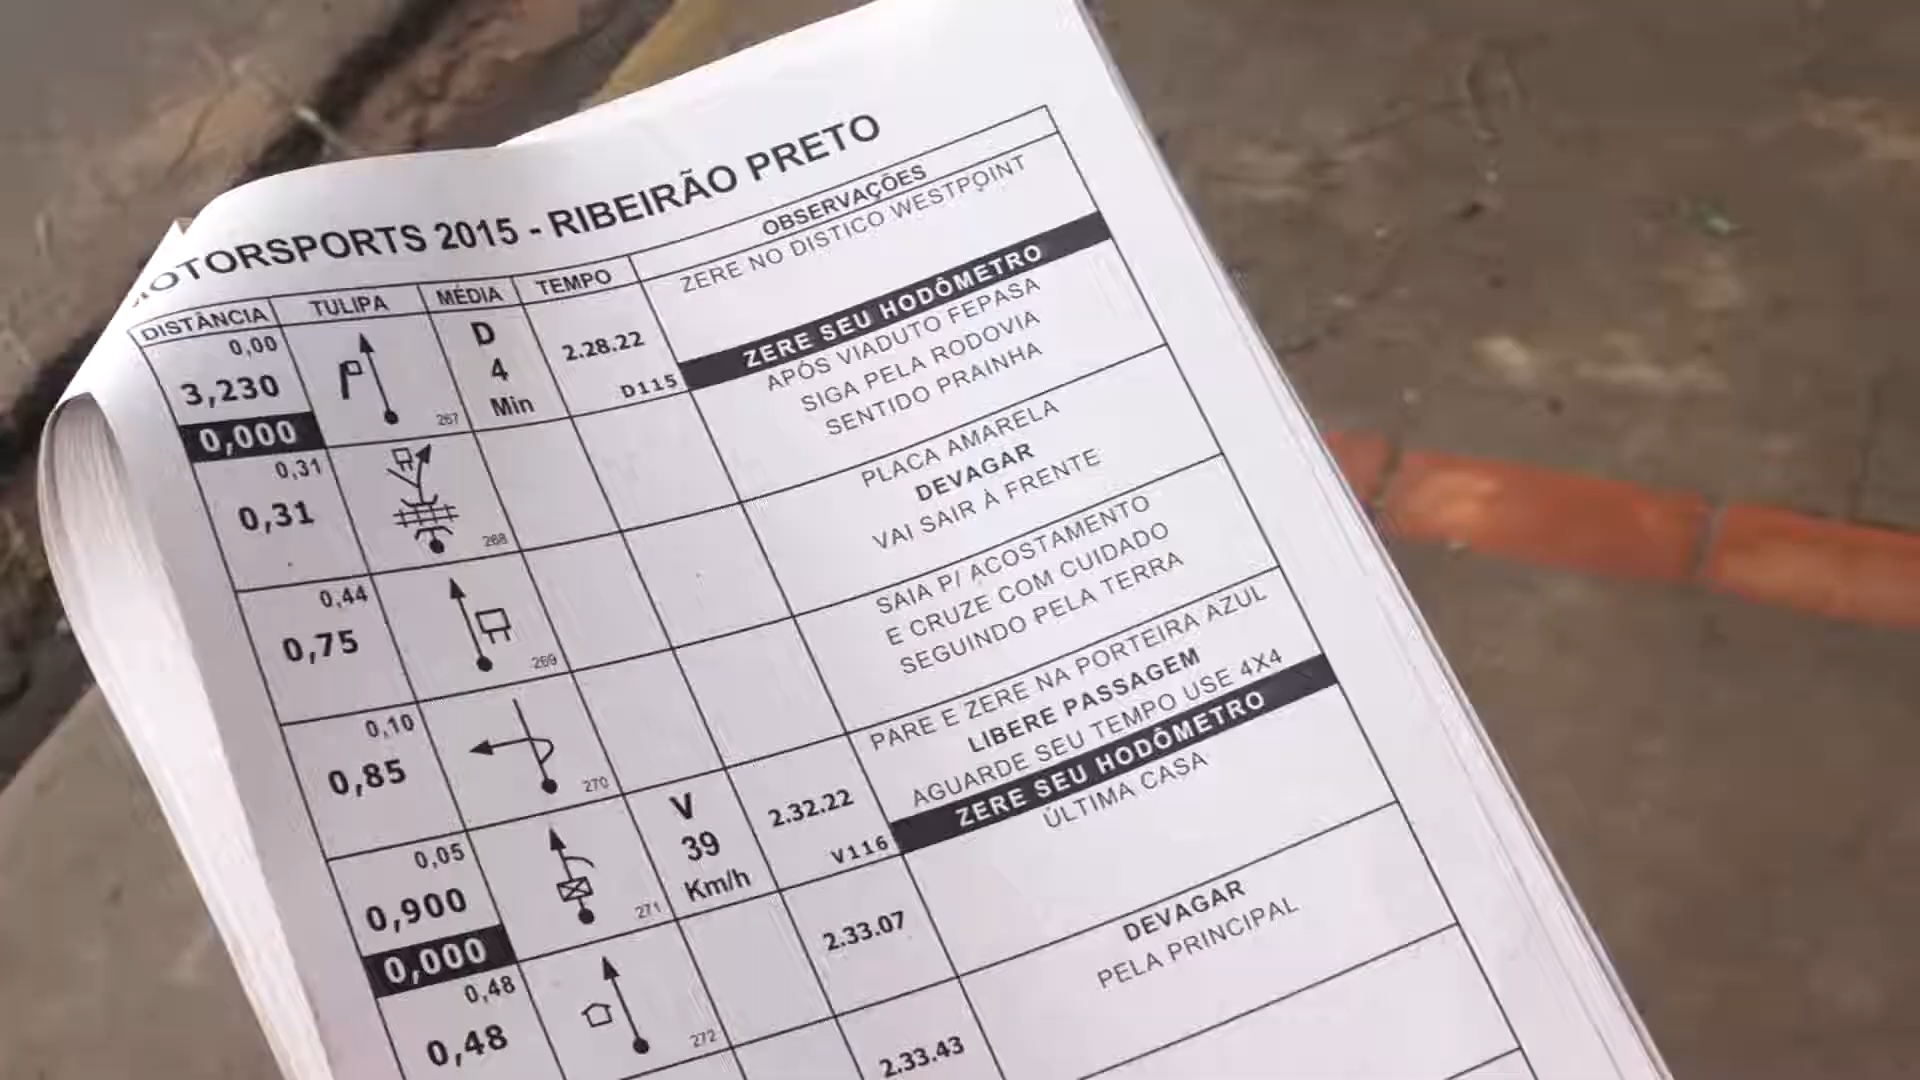 OTORSPORTS 2015 - RIBEIRÃO PRETO
DISTÂNCIA TULIPA MÉDIA TEMPO OBSERVAÇÕES
0,00
3,230
0,000
267
D
4
Min
2.28.22
D115
ZERE NO DISTICO WESTPOINT
ZERE SEU HODÔMETRO
0,31
0,31
268
APÓS VIADUTO FEPASA
SIGA PELA RODOVIA
SENTIDO PRAINHA
0,44
0,75
269
PLACA AMARELA
DEVAGAR
VAI SAIR À FRENTE
0,10
0,85
270
SAIA P/ ACOSTAMENTO
E CRUZE COM CUIDADO
SEGUINDO PELA TERRA
0,05
0,900
0,000
271
V
39
Km/h
2.32.22
V116
PARE E ZERE NA PORTEIRA AZUL
LIBERE PASSAGEM
AGUARDE SEU TEMPO USE 4X4
ZERE SEU HODÔMETRO
0,48
0,48
272
2.33.07
ÚLTIMA CASA
2.33.43
DEVAGAR
PELA PRINCIPAL